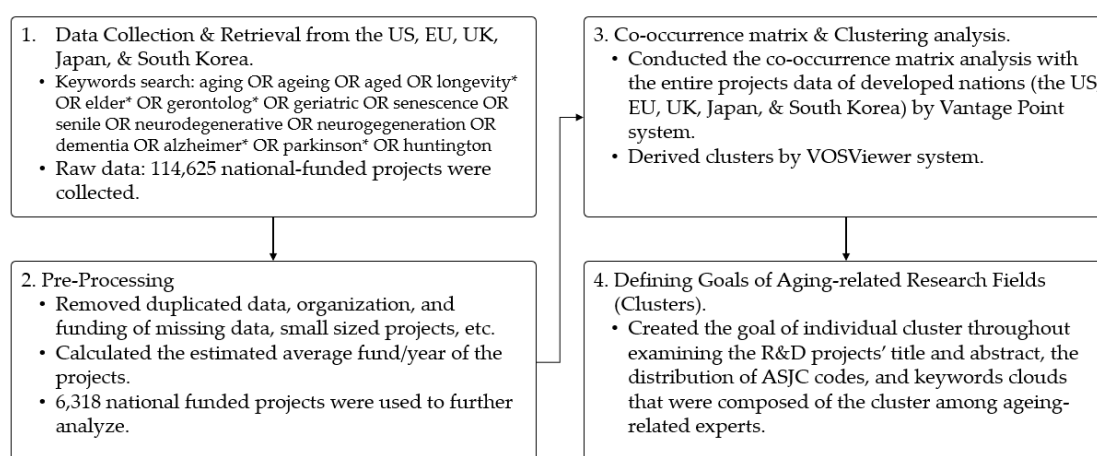 1. Data Collection & Retrieval from the US, EU, UK,
Japan, & South Korea.
• Keywords search: aging OR ageing OR aged OR longevity*
OR elder* OR gerontolog* OR geriatric OR senescence OR
senile OR neurodegenerative OR neurogegeneration OR
dementia OR alzheimer* OR parkinson* OR huntington
• Raw data: 114,625 national-funded projects were
collected.
2. Pre-Processing
• Removed duplicated data, organization, and
funding of missing data, small sized projects, etc.
• Calculated the estimated average fund/year of the
projects.
• 6,318 national funded projects were used to further
analyze.
3. Co-occurrence matrix & Clustering analysis.
• Conducted the co-occurrence matrix analysis with
the entire projects data of developed nations (the US,
EU, UK, Japan, & South Korea) by Vantage Point
system.
• Derived clusters by VOSViewer system.
4. Defining Goals of Aging-related Research Fields
(Clusters).
• Created the goal of individual cluster throughout
examining the R&D projects' title and abstract, the
distribution of ASJC codes, and keywords clouds
that were composed of the cluster among ageing-
related experts.